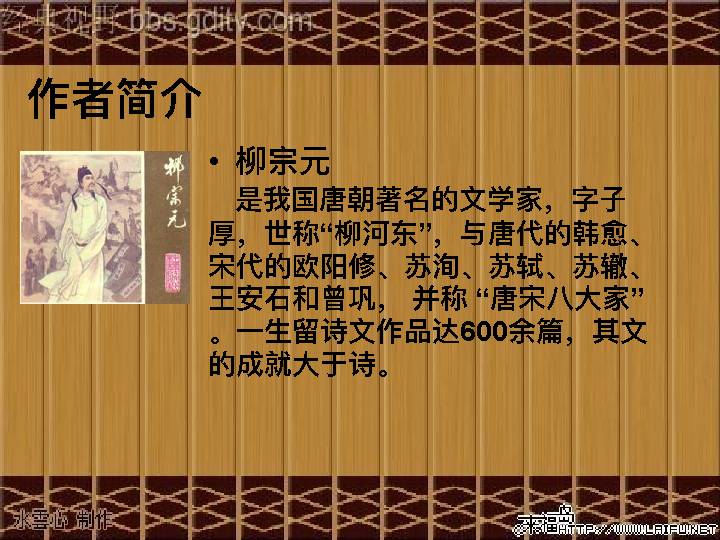 经典视野 bbs.gditv.com
作者简介
柳宗元
• 柳宗元
是我国唐朝著名的文学家，字子
厚，世称“柳河东”，与唐代的韩愈、
宋代的欧阳修、苏洵、苏轼、苏辙、
王安石和曾巩， 并称 “唐宋八大家”
。一生留诗文作品达600余篇，其文
的成就大于诗。
水雲心 制作
HTTP://WWW.LAIFU.NET